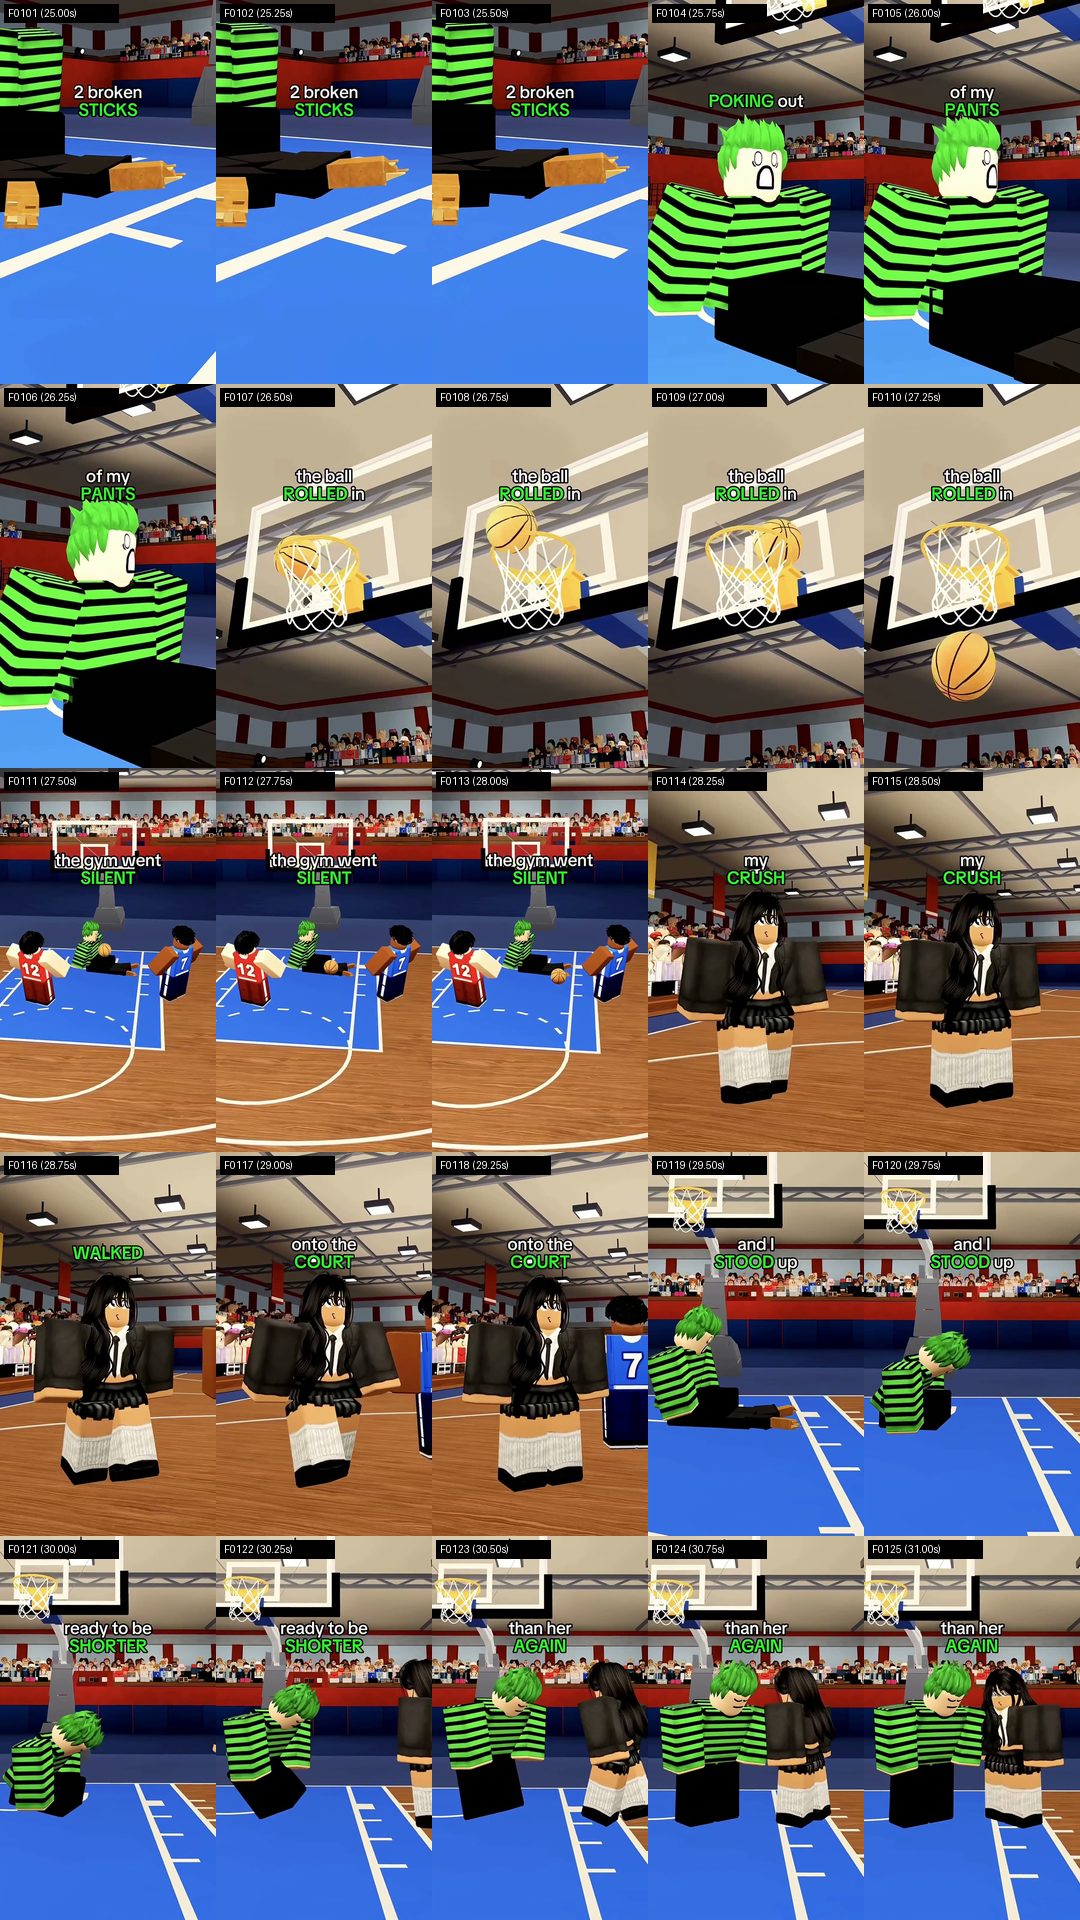 F0101 (25.00s)
2 broken
STICKS
F0102 (25.25s)
2 broken
STICKS
F0103 (25.50s)
2 broken
STICKS
F0104 (25.75s)
POKING out
F0105 (26.00s)
of my
PANTS
F0106 (26.25s)
of my
PANTS
F0107 (26.50s)
the ball
ROLLED in
F0108 (26.75s)
the ball
ROLLED in
F0109 (27.00s)
the ball
ROLLED in
F0110 (27.25s)
the ball
ROLLED in
F0111 (27.50s)
the gym went
SILENT
12
7
F0112 (27.75s)
the gym went
SILENT
12
7
F0113 (28.00s)
the gym went
SILENT
12
7
F0114 (28.25s)
my
CRUSH
F0115 (28.50s)
my
CRUSH
F0116 (28.75s)
WALKED
F0117 (29.00s)
onto the
COURT
F0118 (29.25s)
onto the
COURT
7
F0119 (29.50s)
and I
STOOD up
F0120 (29.75s)
and I
STOOD up
F0121 (30.00s)
ready to be
SHORTER
F0122 (30.25s)
ready to be
SHORTER
F0123 (30.50s)
than her
AGAIN
F0124 (30.75s)
than her
AGAIN
F0125 (31.00s)
than her
AGAIN